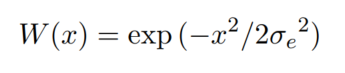 W(x) = exp (−x²/2σₑ²)